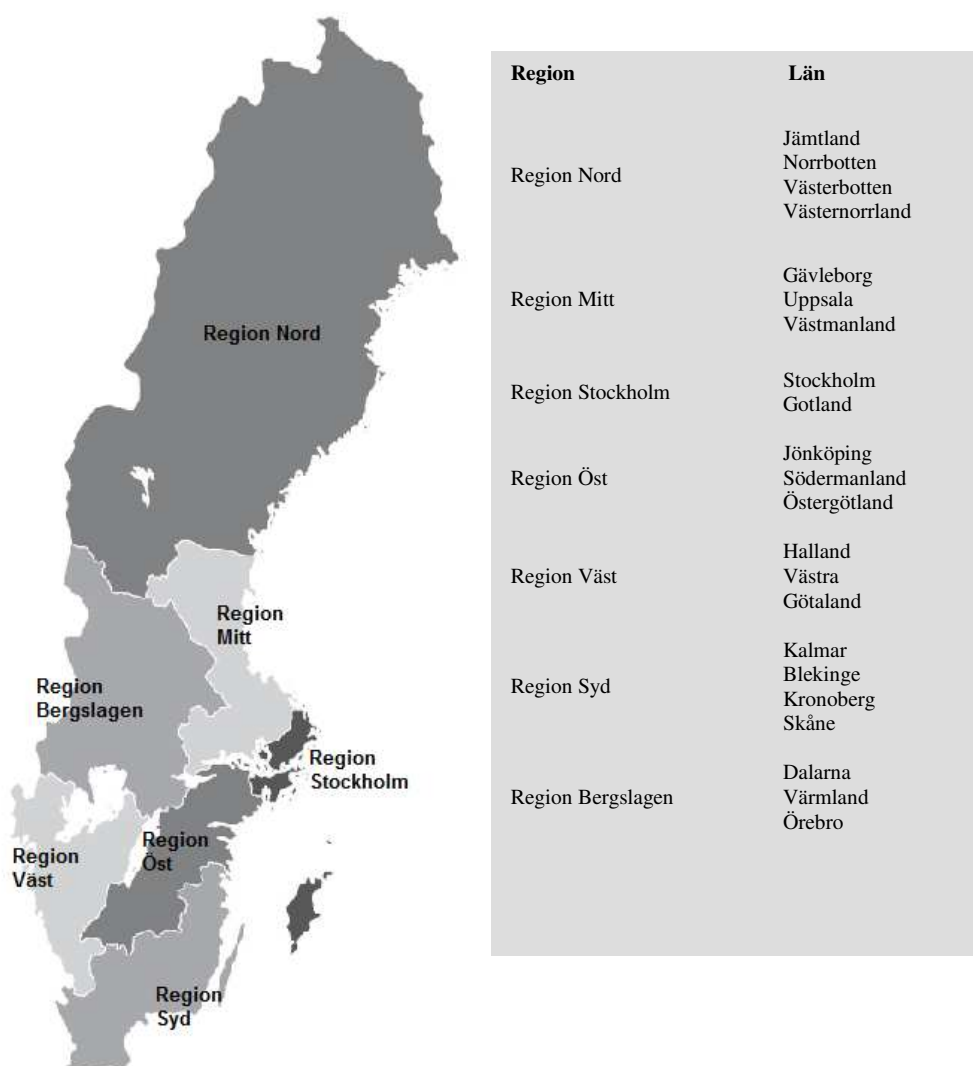 Region Nord
Region
Mitt
Region
Bergslagen
Region
Stockholm
Region
Öst
Region
Väst
Region
Syd
Region Län
Region Nord
Jämtland
Norrbotten
Västerbotten
Västernorrland
Region Mitt
Gävleborg
Uppsala
Västmanland
Region Stockholm
Stockholm
Gotland
Region Öst
Jönköping
Södermanland
Östergötland
Region Väst
Halland
Västra
Götaland
Region Syd
Kalmar
Blekinge
Kronoberg
Skåne
Region Bergslagen
Dalarna
Värmland
Örebro